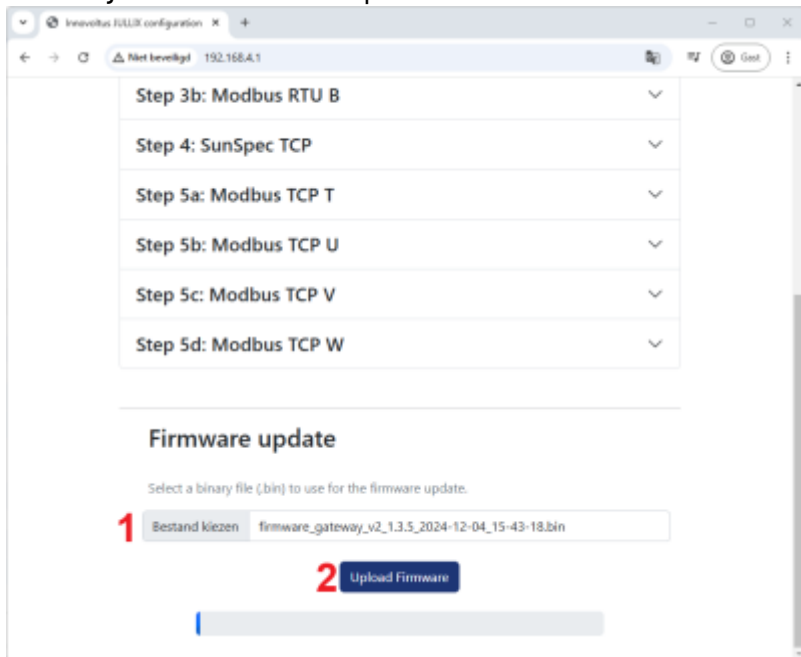 Innovoltus JULUX configuration
Niet beveiligd 192.168.4.1
Gast
Step 3b: Modbus RTU B
Step 4: SunSpec TCP
Step 5a: Modbus TCP T
Step 5b: Modbus TCP U
Step 5c: Modbus TCP V
Step 5d: Modbus TCP W
Firmware update
Select a binary file (.bin) to use for the firmware update.
1 Bestand kiezen firmware_gateway_v2_1.3.5_2024-12-04_15-43-18.bin
2 Upload Firmware